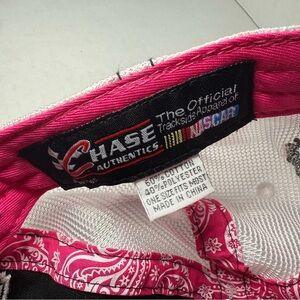 CHASE
AUTHENTICS
The Official
Trackside Apparel of
NASCAR
60% COTTON
40% POLYESTER
ONE SIZE FITS MOST
MADE IN CHINA